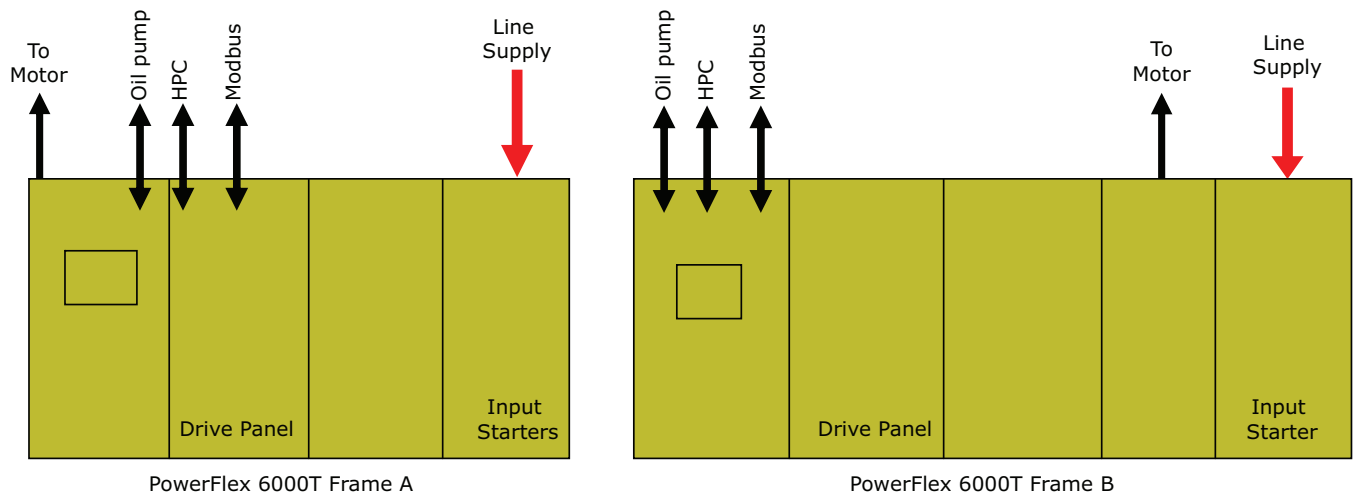 To
Motor
Oil pump
HPC
Modbus
Line
Supply
Drive Panel
Input
Starters
PowerFlex 6000T Frame A
Oil pump
HPC
Modbus
To
Motor
Line
Supply
Drive Panel
Input
Starter
PowerFlex 6000T Frame B